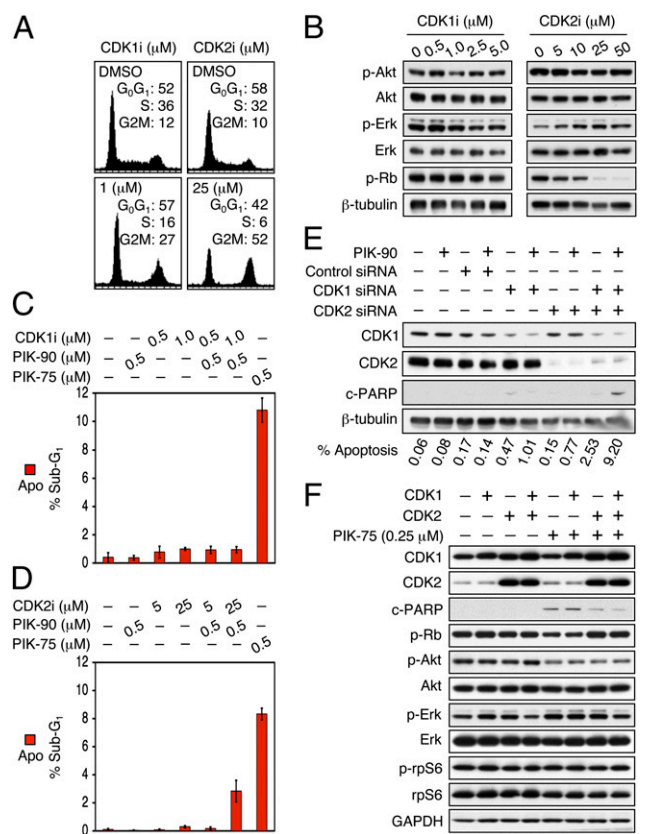 A
CDK1i (μM) CDK2i (μM)
DMSO
G0G1: 52
S: 36
G2M: 12
DMSO
G0G1: 58
S: 32
G2M: 10
1 (μM)
G0G1: 57
S: 16
G2M: 27
25 (μM)
G0G1: 42
S: 6
G2M: 52
B
CDK1i (μM) CDK2i (μM)
0 0.5 1.0 2.5 5.0 0 5 10 25 50
p-Akt
Akt
p-Erk
Erk
p-Rb
β-tubulin
C
CDK1i (μM) – – 0.5 1.0 0.5 1.0 –
PIK-90 (μM) – 0.5 – – 0.5 0.5 –
PIK-75 (μM) – – – – – – 0.5
12
10
8
6
4
2
0
% Sub-G1
Apo
D
CDK2i (μM) – – 5 25 5 25 –
PIK-90 (μM) – 0.5 – – 0.5 0.5 –
PIK-75 (μM) – – – – – – 0.5
12
10
8
6
4
2
0
% Sub-G1
Apo
E
PIK-90 – + – + – + – + – +
Control siRNA – – + + – – – – – –
CDK1 siRNA – – – – + + – – + +
CDK2 siRNA – – – – – – + + + +
CDK1
CDK2
c-PARP
β-tubulin
% Apoptosis 0.06 0.08 0.17 0.14 0.47 1.01 0.15 0.77 2.53 9.20
F
CDK1 – + – + – + – +
CDK2 – – + + – – + +
PIK-75 (0.25 μM) – – – – + + + +
CDK1
CDK2
c-PARP
p-Rb
p-Akt
Akt
p-Erk
Erk
p-rpS6
rpS6
GAPDH